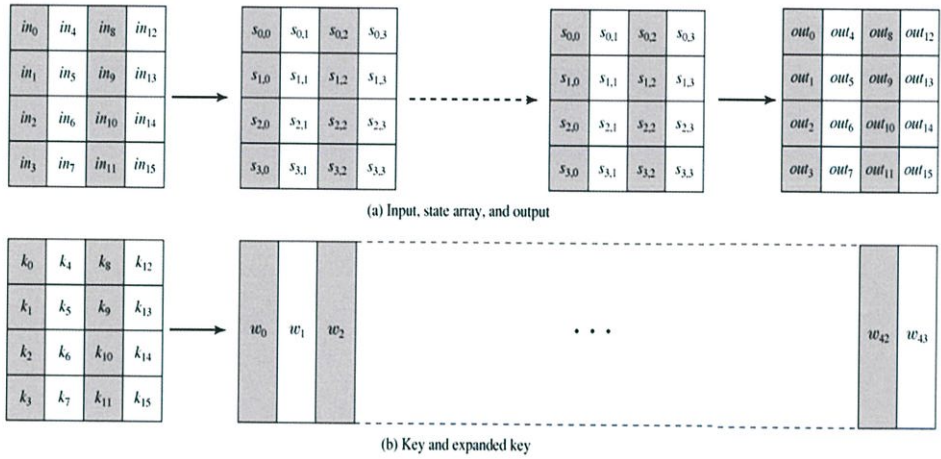 in0 in4 in8 in12 s0,0 s0,1 s0,2 s0,3 s0,0 s0,1 s0,2 s0,3 out0 out4 out8 out12
in1 in5 in9 in13 s1,0 s1,1 s1,2 s1,3 s1,0 s1,1 s1,2 s1,3 out1 out5 out9 out13
in2 in6 in10 in14 s2,0 s2,1 s2,2 s2,3 s2,0 s2,1 s2,2 s2,3 out2 out6 out10 out14
in3 in7 in11 in15 s3,0 s3,1 s3,2 s3,3 s3,0 s3,1 s3,2 s3,3 out3 out7 out11 out15
(a) Input, state array, and output
k0 k4 k8 k12
k1 k5 k9 k13
w0 w1 w2 • • • w42 w43
k2 k6 k10 k14
k3 k7 k11 k15
(b) Key and expanded key